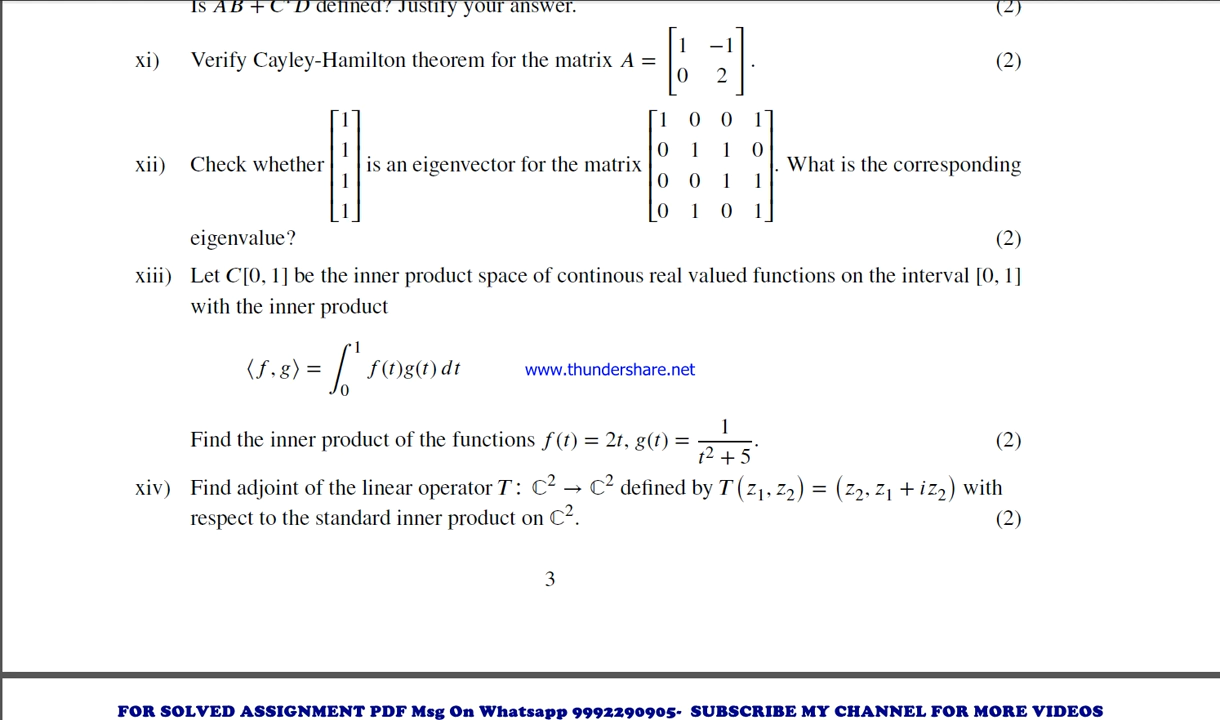 Is AB + C^T D defined? Justify your answer. (2)
xi) Verify Cayley-Hamilton theorem for the matrix A = [1 −1; 0 2]. (2)
xii) Check whether [1; 1; 1; 1] is an eigenvector for the matrix [1 0 0 1; 0 1 1 0; 0 0 1 1; 0 1 0 1]. What is the corresponding
eigenvalue? (2)
xiii) Let C[0, 1] be the inner product space of continous real valued functions on the interval [0, 1]
with the inner product
⟨f, g⟩ = ∫₀¹ f(t)g(t) dt www.thundershare.net
Find the inner product of the functions f(t) = 2t, g(t) = 1/(t² + 5). (2)
xiv) Find adjoint of the linear operator T : ℂ² → ℂ² defined by T(z₁, z₂) = (z₂, z₁ + iz₂) with
respect to the standard inner product on ℂ². (2)
3
FOR SOLVED ASSIGNMENT PDF Msg On Whatsapp 9992290905- SUBSCRIBE MY CHANNEL FOR MORE VIDEOS